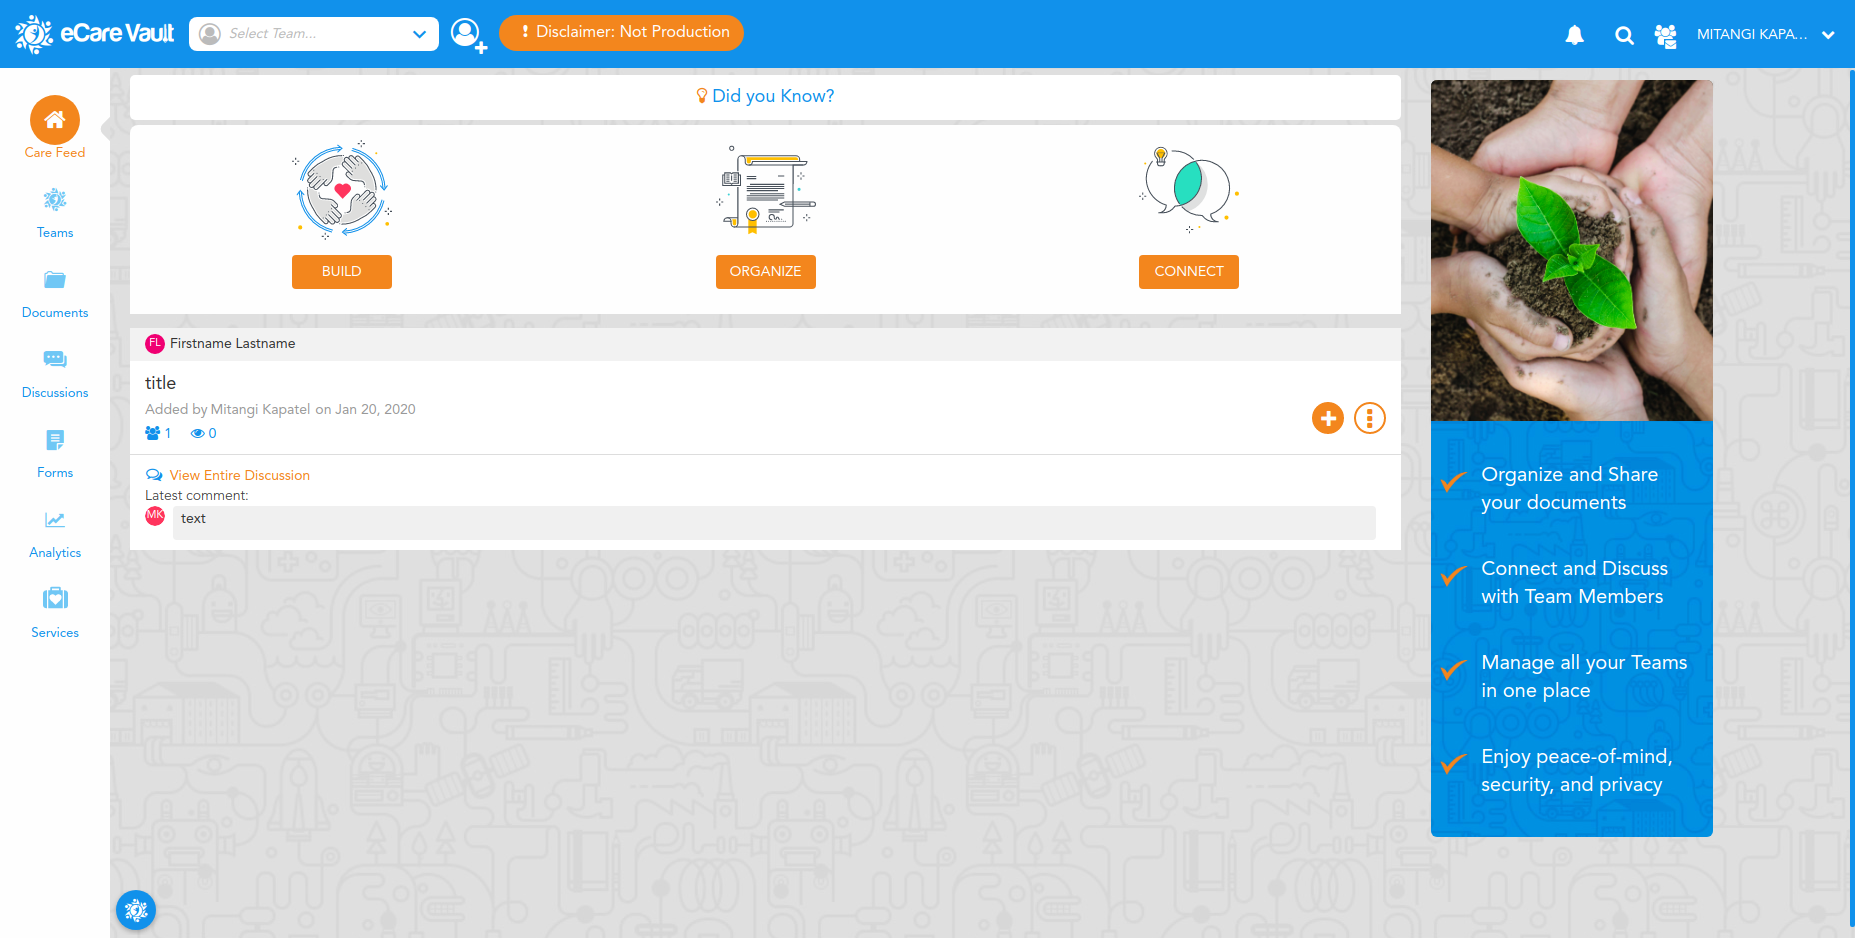 eCare Vault
Select Team...
! Disclaimer: Not Production
MITANGI KAPA...
Care Feed
Teams
Documents
Discussions
Forms
Analytics
Services
Did you Know?
BUILD
ORGANIZE
CONNECT
FL Firstname Lastname
title
Added by Mitangi Kapatel on Jan 20, 2020
1 0
View Entire Discussion
Latest comment:
MK text
Organize and Share
your documents
Connect and Discuss
with Team Members
Manage all your Teams
in one place
Enjoy peace-of-mind,
security, and privacy